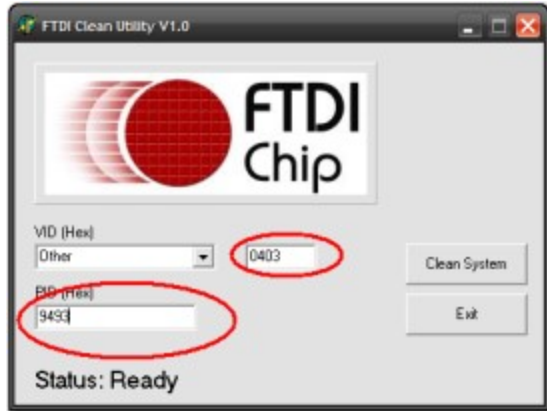 FTDI Clean Utility V1.0
FTDI
Chip
VID (Hex)
Other
0403
Clean System
PID (Hex)
9493
Exit
Status: Ready